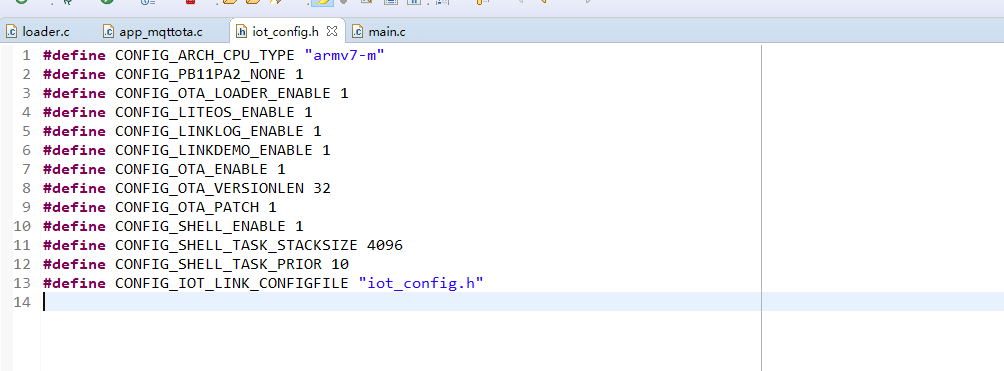 loader.c app_mqttota.c iot_config.h main.c
1 #define CONFIG_ARCH_CPU_TYPE "armv7-m"
2 #define CONFIG_PB11PA2_NONE 1
3 #define CONFIG_OTA_LOADER_ENABLE 1
4 #define CONFIG_LITEOS_ENABLE 1
5 #define CONFIG_LINKLOG_ENABLE 1
6 #define CONFIG_LINKDEMO_ENABLE 1
7 #define CONFIG_OTA_ENABLE 1
8 #define CONFIG_OTA_VERSIONLEN 32
9 #define CONFIG_OTA_PATCH 1
10 #define CONFIG_SHELL_ENABLE 1
11 #define CONFIG_SHELL_TASK_STACKSIZE 4096
12 #define CONFIG_SHELL_TASK_PRIOR 10
13 #define CONFIG_IOT_LINK_CONFIGFILE "iot_config.h"
14